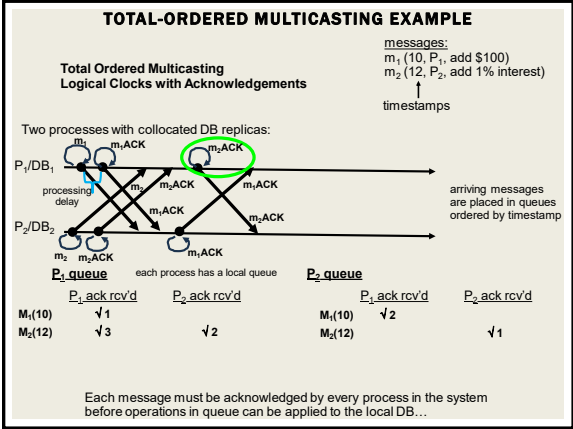 TOTAL-ORDERED MULTICASTING EXAMPLE
messages:
m₁ (10, P₁, add $100)
m₂ (12, P₂, add 1% interest)
timestamps
Total Ordered Multicasting
Logical Clocks with Acknowledgements
Two processes with collocated DB replicas:
m₁ m₁ACK m₂ACK
P₁/DB₁
processing
delay
m₂ m₂ACK m₁ACK
m₁ACK m₂ACK
arriving messages
are placed in queues
ordered by timestamp
P₂/DB₂
m₂ m₂ACK m₁ACK
P₁ queue each process has a local queue P₂ queue
P₁ ack rcv'd P₂ ack rcv'd P₁ ack rcv'd P₂ ack rcv'd
M₁(10) √1 M₁(10) √2
M₂(12) √3 √2 M₂(12) √1
Each message must be acknowledged by every process in the system
before operations in queue can be applied to the local DB…